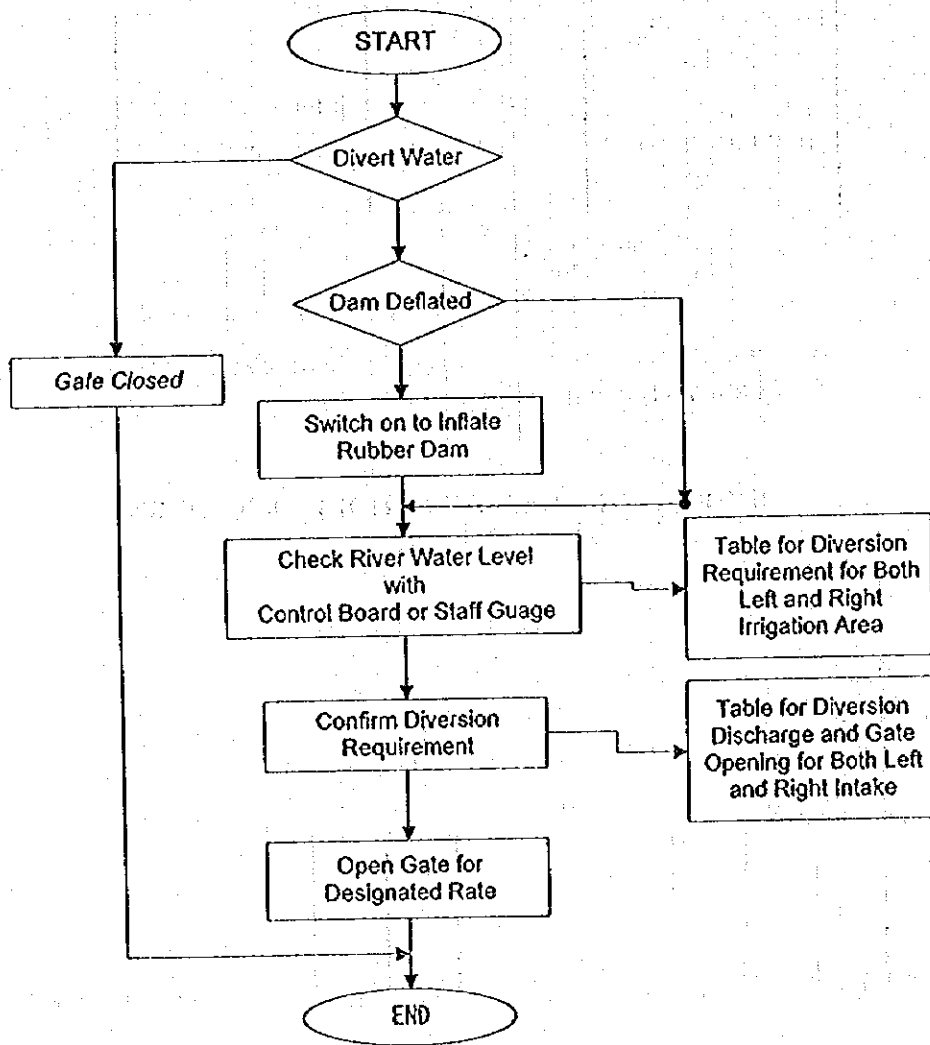 START
Divert Water
Dam Deflated
Gate Closed
Switch on to Inflate
Rubber Dam
Check River Water Level
with
Control Board or Staff Guage
Table for Diversion
Requirement for Both
Left and Right
Irrigation Area
Confirm Diversion
Requirement
Table for Diversion
Discharge and Gate
Opening for Both Left
and Right Intake
Open Gate for
Designated Rate
END